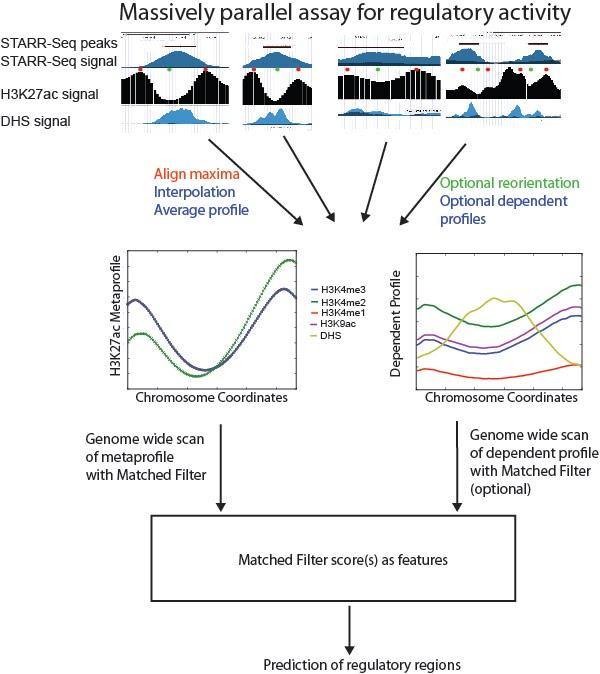 Massively parallel assay for regulatory activity
STARR-Seq peaks
STARR-Seq signal
H3K27ac signal
DHS signal
Align maxima
Interpolation
Average profile
Optional reorientation
Optional dependent
profiles
H3K27ac Metaprofile
Chromosome Coordinates
H3K4me3
H3K4me2
H3K4me1
H3K9ac
DHS
Dependent Profile
Chromosome Coordinates
Genome wide scan
of metaprofile
with Matched Filter
Genome wide scan
of dependent profile
with Matched Filter
(optional)
Matched Filter score(s) as features
Prediction of regulatory regions